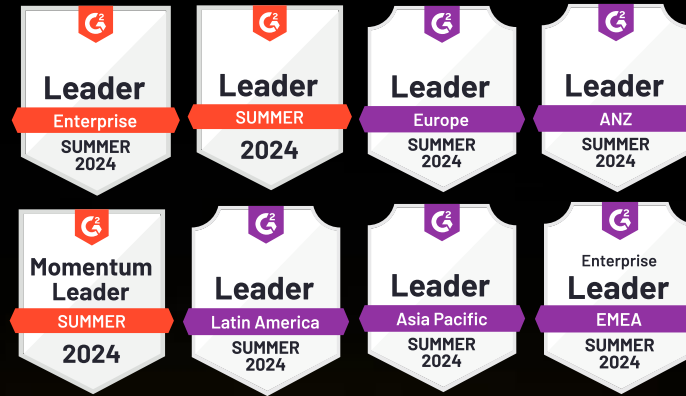 G2
Leader
Enterprise
SUMMER
2024
G2
Leader
SUMMER
2024
G2
Leader
Europe
SUMMER
2024
G2
Leader
ANZ
SUMMER
2024
G2
Momentum
Leader
SUMMER
2024
G2
Leader
Latin America
SUMMER
2024
G2
Leader
Asia Pacific
SUMMER
2024
G2
Enterprise
Leader
EMEA
SUMMER
2024